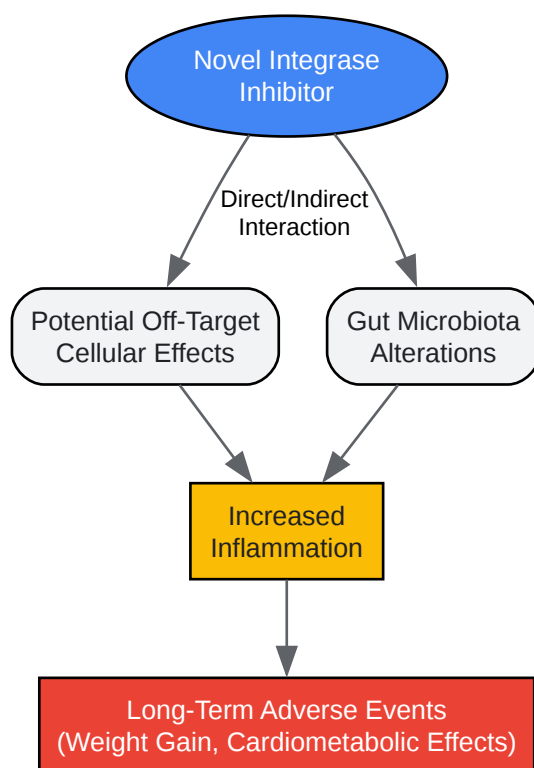 Novel Integrase
Inhibitor
Direct/Indirect
Interaction
Potential Off-Target
Cellular Effects
Gut Microbiota
Alterations
Increased
Inflammation
Long-Term Adverse Events
(Weight Gain, Cardiometabolic Effects)